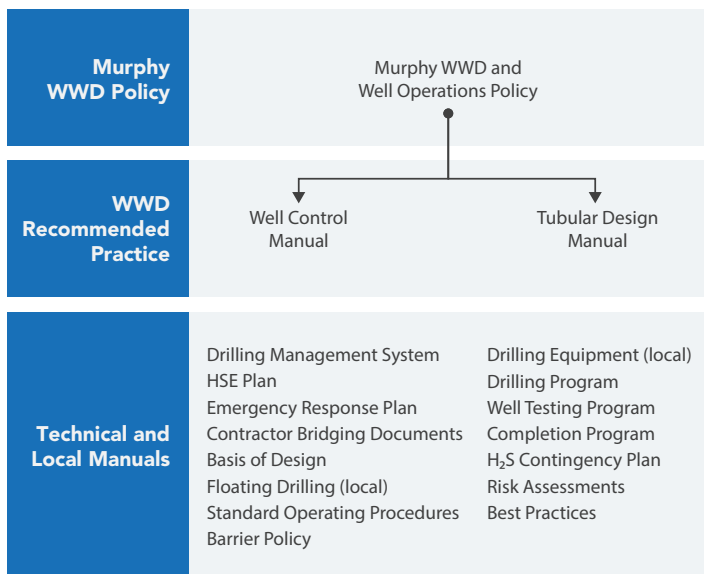 Murphy
WWD Policy
Murphy WWD and
Well Operations Policy
WWD
Recommended
Practice
Well Control
Manual
Tubular Design
Manual
Technical and
Local Manuals
Drilling Management System
HSE Plan
Emergency Response Plan
Contractor Bridging Documents
Basis of Design
Floating Drilling (local)
Standard Operating Procedures
Barrier Policy
Drilling Equipment (local)
Drilling Program
Well Testing Program
Completion Program
H₂S Contingency Plan
Risk Assessments
Best Practices